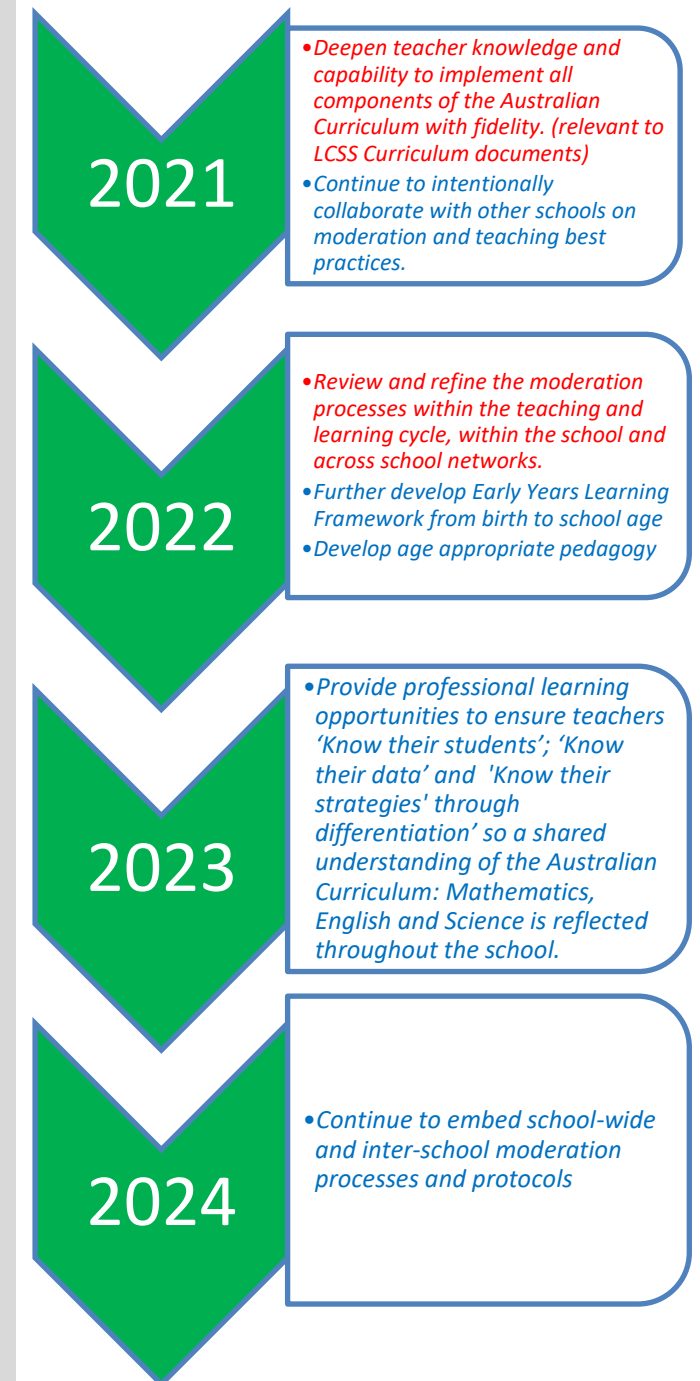 2021
•Deepen teacher knowledge and
capability to implement all
components of the Australian
Curriculum with fidelity. (relevant to
LCSS Curriculum documents)
•Continue to intentionally
collaborate with other schools on
moderation and teaching best
practices.
2022
•Review and refine the moderation
processes within the teaching and
learning cycle, within the school and
across school networks.
•Further develop Early Years Learning
Framework from birth to school age
•Develop age appropriate pedagogy
2023
•Provide professional learning
opportunities to ensure teachers
‘Know their students’; ‘Know
their data’ and 'Know their
strategies' through
differentiation’ so a shared
understanding of the Australian
Curriculum: Mathematics,
English and Science is reflected
throughout the school.
2024
•Continue to embed school-wide
and inter-school moderation
processes and protocols